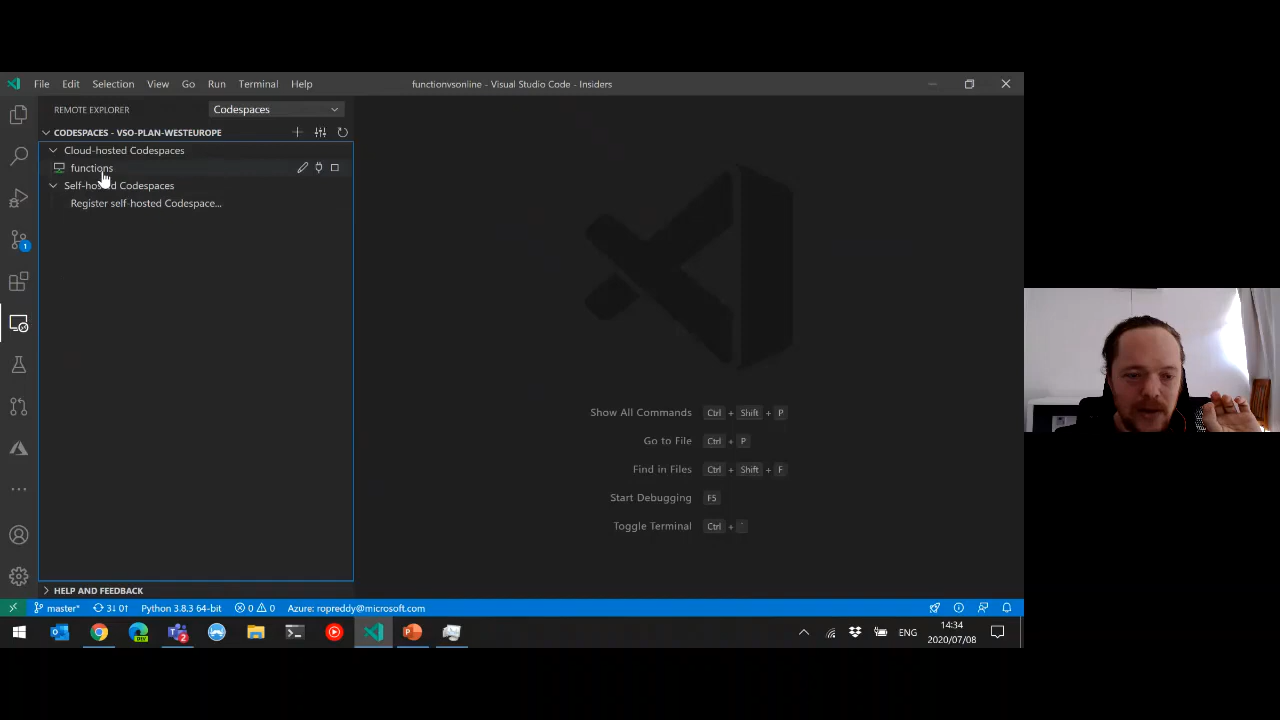 File Edit Selection View Go Run Terminal Help functionvsonline - Visual Studio Code - Insiders
REMOTE EXPLORER Codespaces
CODESPACES - VSO-PLAN-WESTEUROPE
Cloud-hosted Codespaces
functions
Self-hosted Codespaces
Register self-hosted Codespace...
1
Show All Commands Ctrl + Shift + P
Go to File Ctrl + P
Find in Files Ctrl + Shift + F
Start Debugging F5
Toggle Terminal Ctrl + `
HELP AND FEEDBACK
master* 3↓ 0↑ Python 3.8.3 64-bit 0 0 Azure: ropreddy@microsoft.com
ENG 14:34
2020/07/08